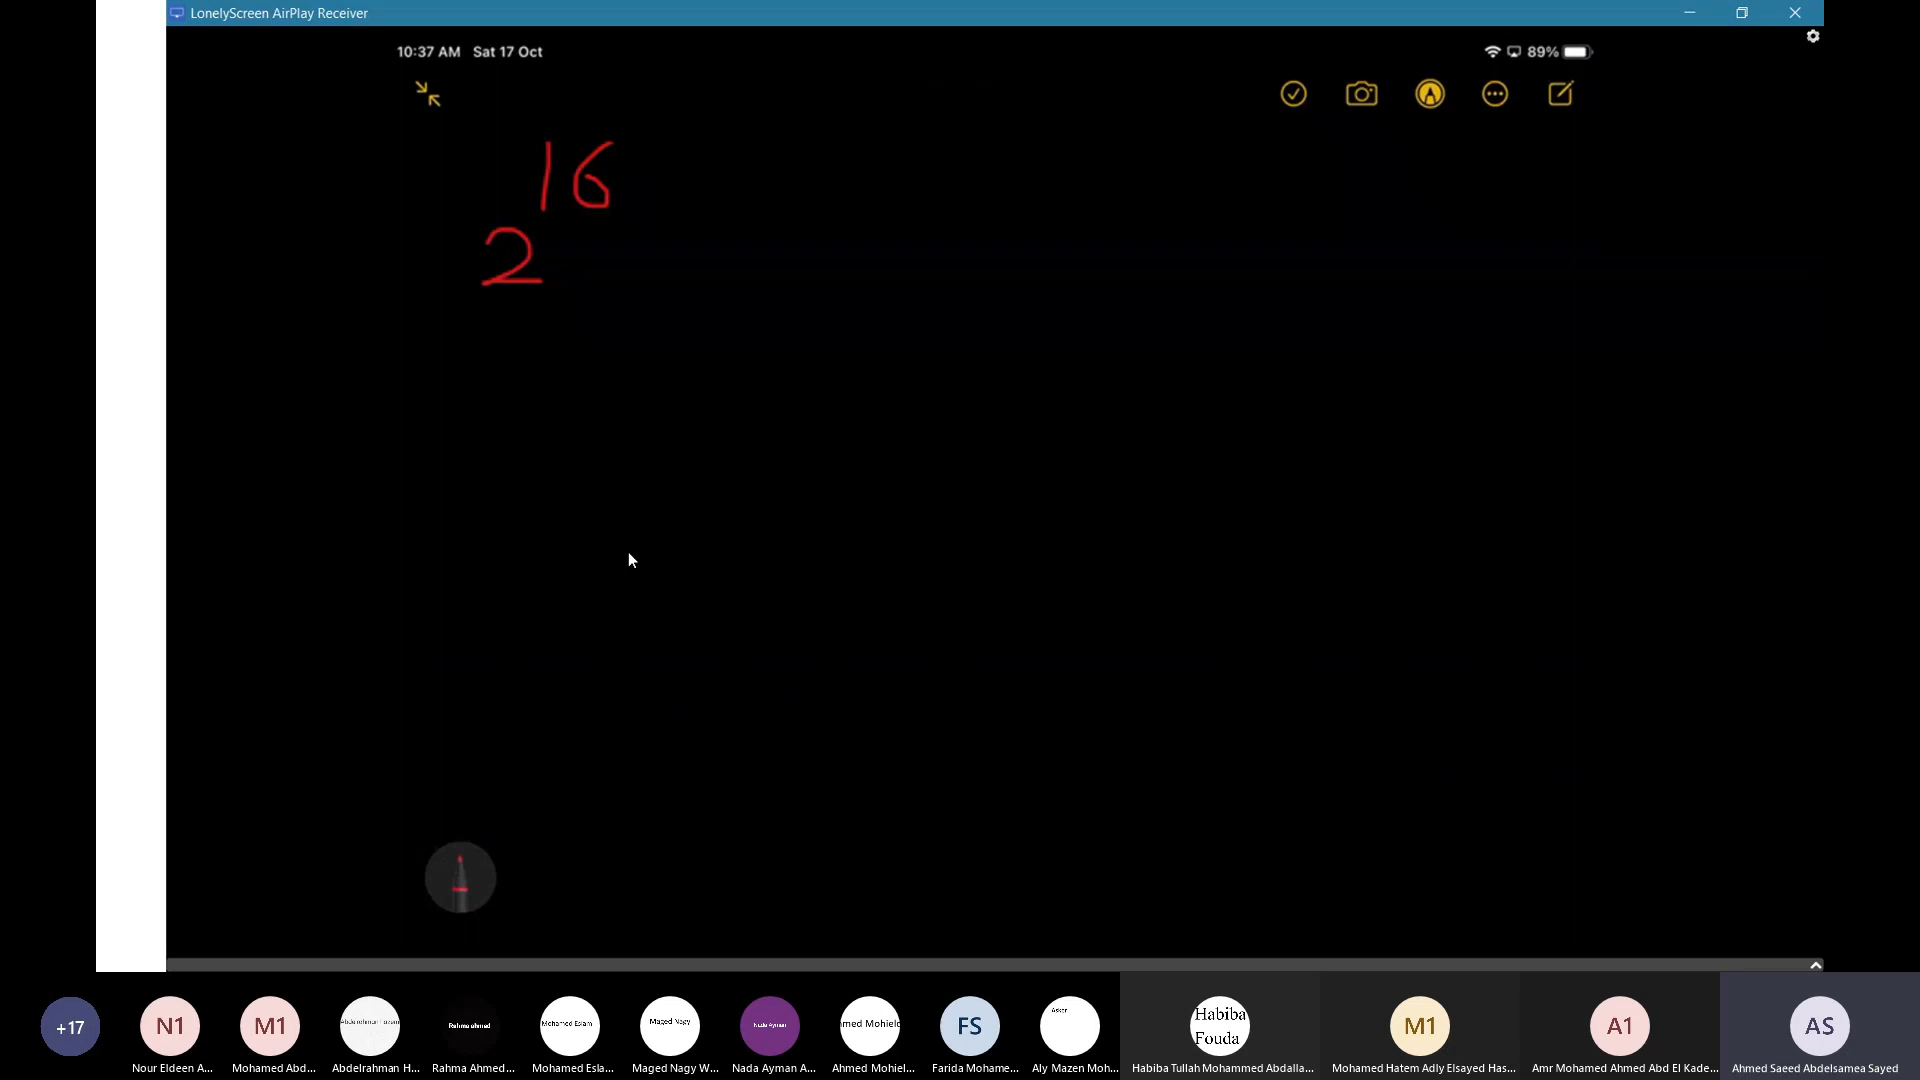 LonelyScreen AirPlay Receiver
10:37 AM Sat 17 Oct
89%
16
2
+17
N1
M1
Rahma ahmed
Mohamed Eslam
Maged Nagy
Nada Ayman
FS
Asker
Habiba
Fouda
M1
A1
AS
Nour Eldeen A...
Mohamed Abd...
Abdelrahman H...
Rahma Ahmed...
Mohamed Esla...
Maged Nagy W...
Nada Ayman A...
Ahmed Mohiel...
Farida Mohame...
Aly Mazen Moh...
Habiba Tullah Mohammed Abdalla...
Mohamed Hatem Adly Elsayed Has...
Amr Mohamed Ahmed Abd El Kade...
Ahmed Saeed Abdelsamea Sayed